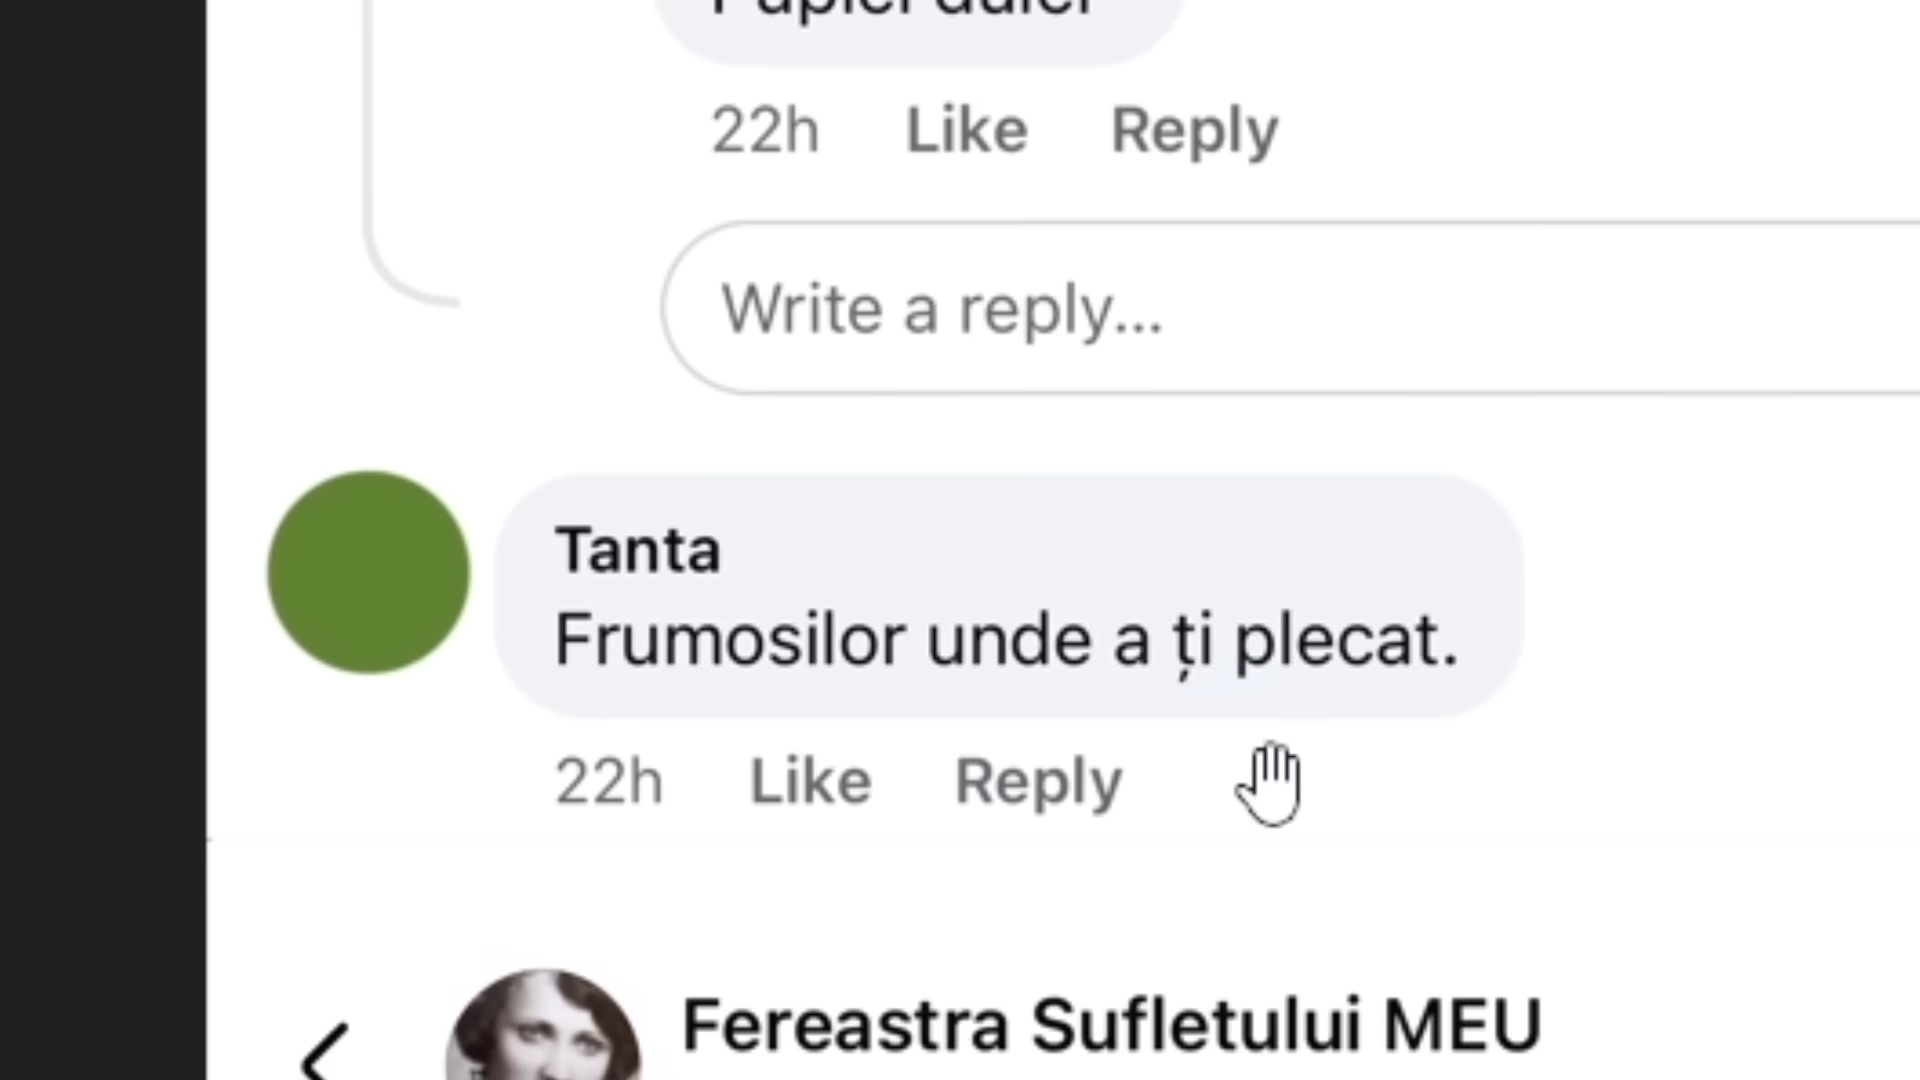 22h Like Reply
Write a reply...
Tanta
Frumosilor unde a ți plecat.
22h Like Reply
Fereastra Sufletului MEU